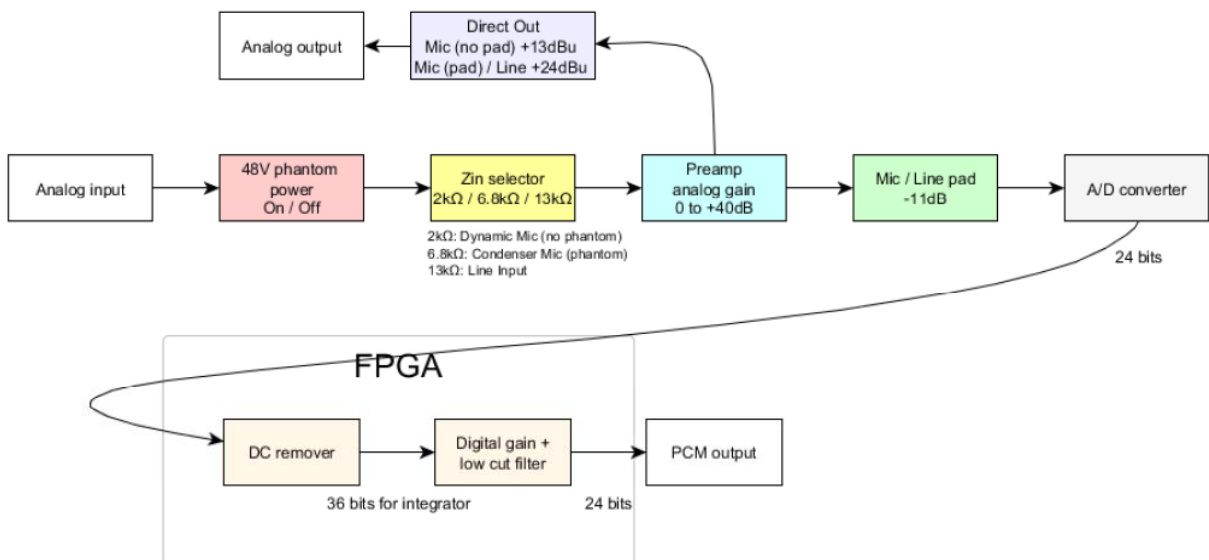 Direct Out
Mic (no pad) +13dBu
Mic (pad) / Line +24dBu
Analog output
Analog input
48V phantom
power
On / Off
Zin selector
2kΩ / 6.8kΩ / 13kΩ
Preamp
analog gain
0 to +40dB
Mic / Line pad
-11dB
A/D converter
2kΩ: Dynamic Mic (no phantom)
6.8kΩ: Condenser Mic (phantom)
13kΩ: Line Input
24 bits
FPGA
DC remover
Digital gain +
low cut filter
PCM output
36 bits for integrator
24 bits